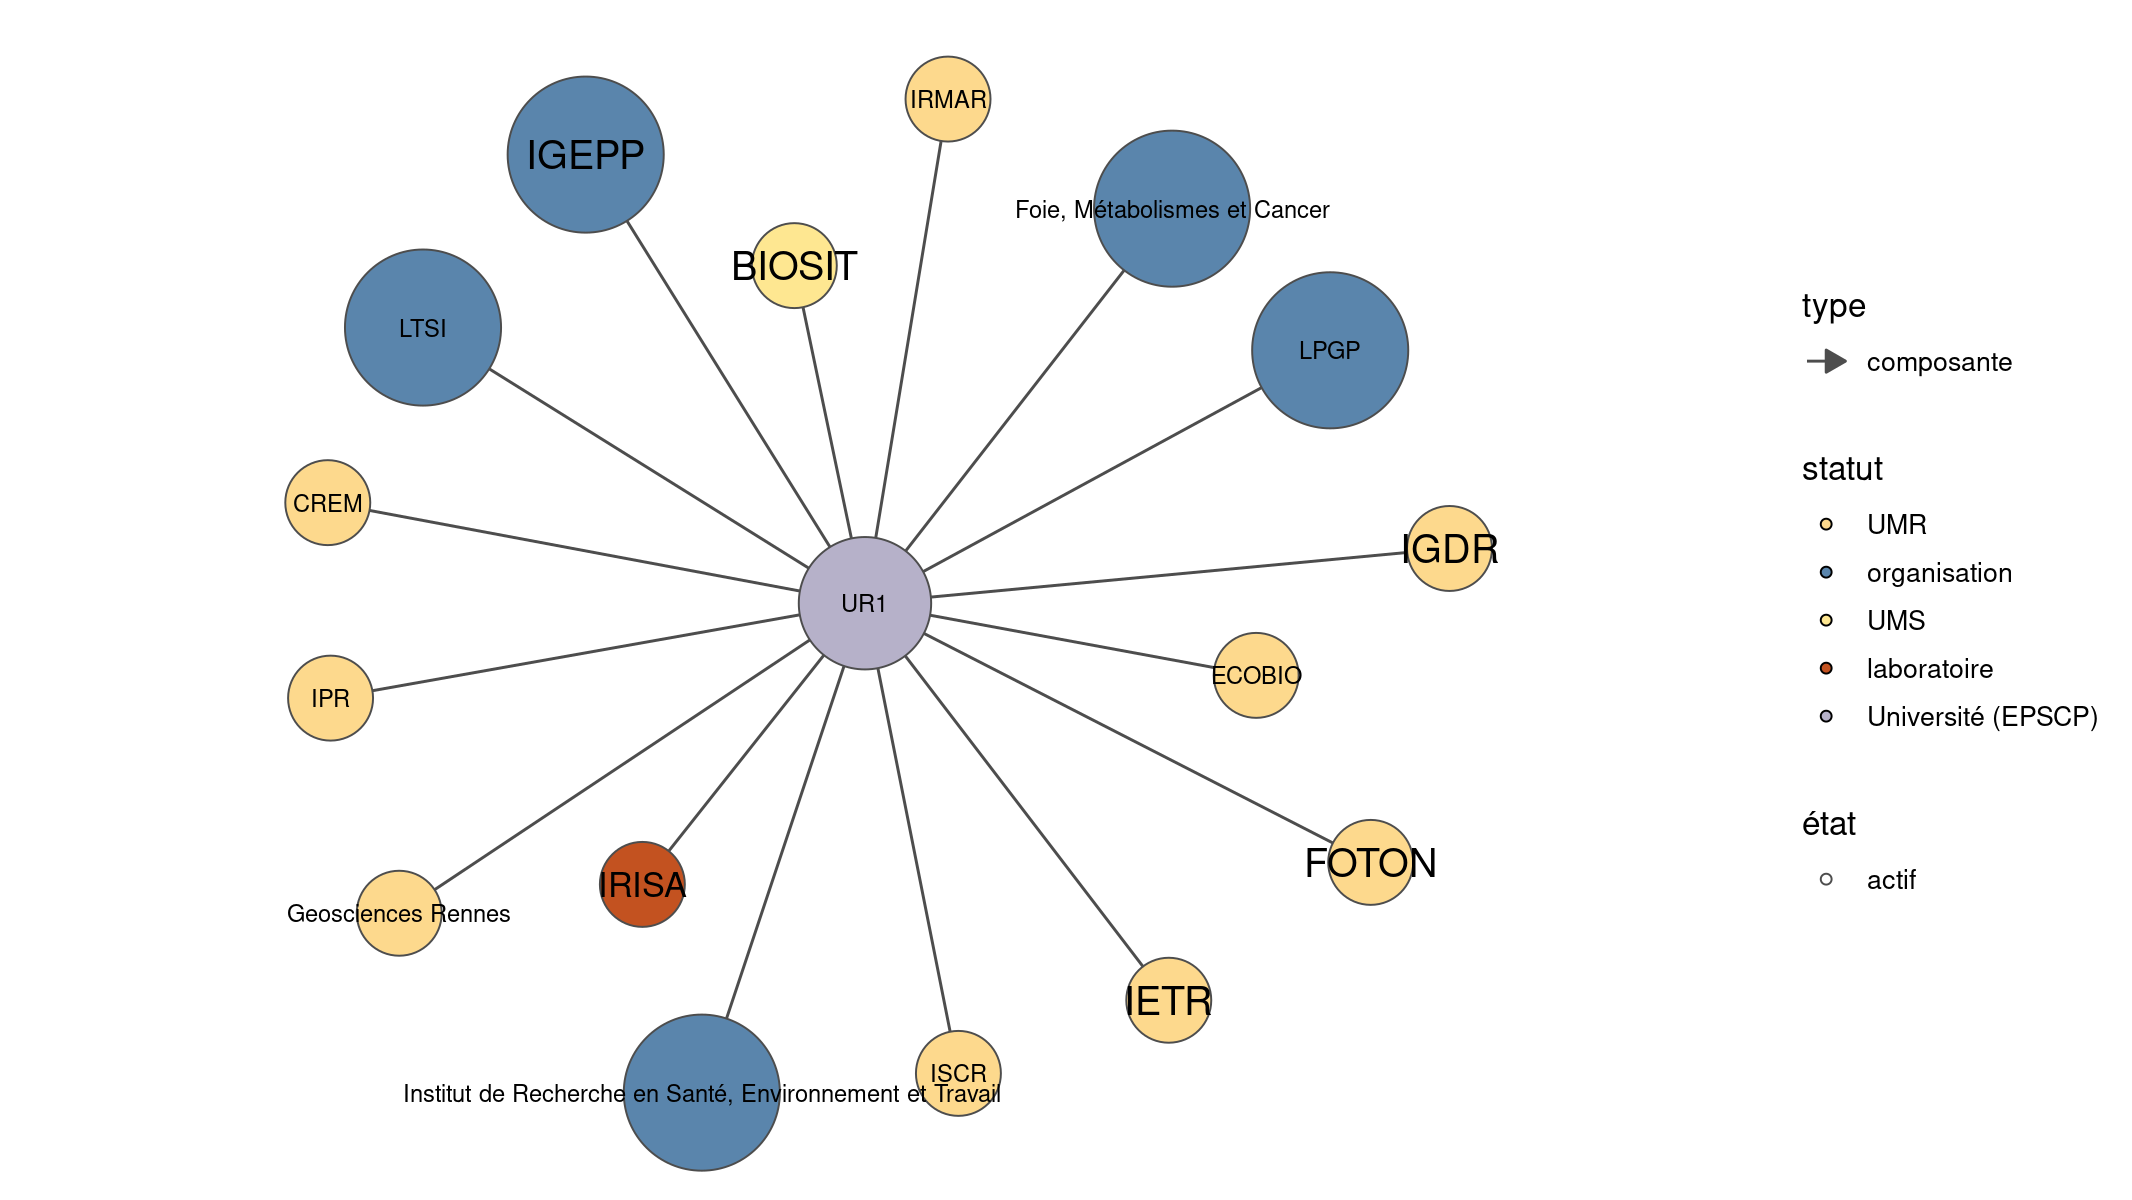 IRMAR
IGEPP
Foie, Métabolismes et Cancer
BIOSIT
LTSI
LPGP
CREM
IGDR
UR1
ECOBIO
IPR
FOTON
IRISA
Geosciences Rennes
IETR
ISCR
Institut de Recherche en Santé, Environnement et Travail
type
composante
statut
UMR
organisation
UMS
laboratoire
Université (EPSCP)
état
actif